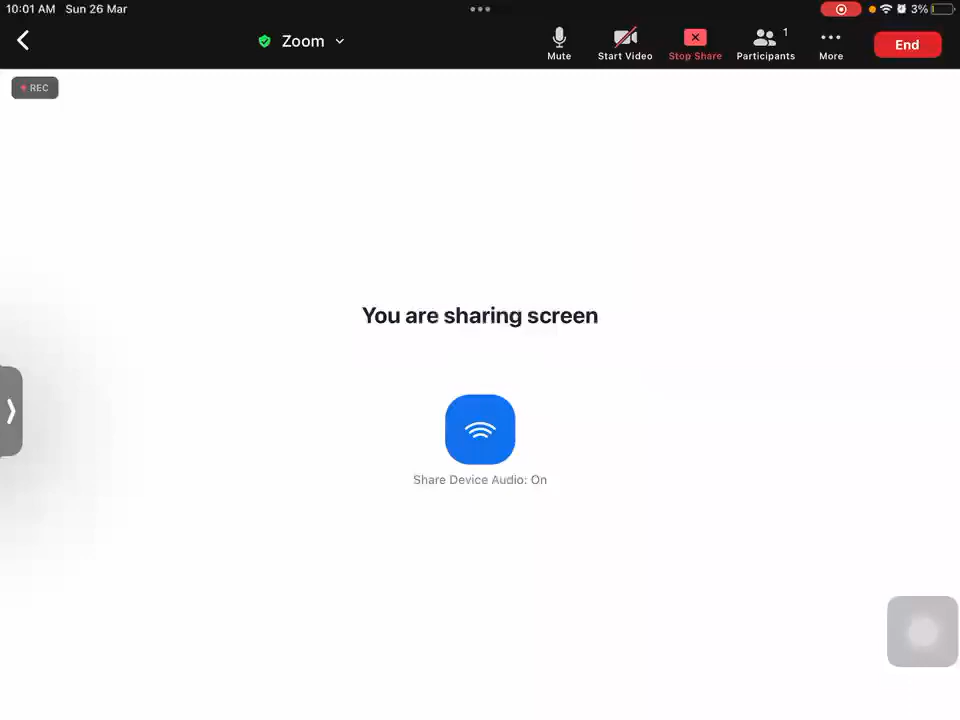 10:01 AM Sun 26 Mar
3%
Zoom
Mute
Start Video
Stop Share
Participants
1
More
End
REC
You are sharing screen
Share Device Audio: On